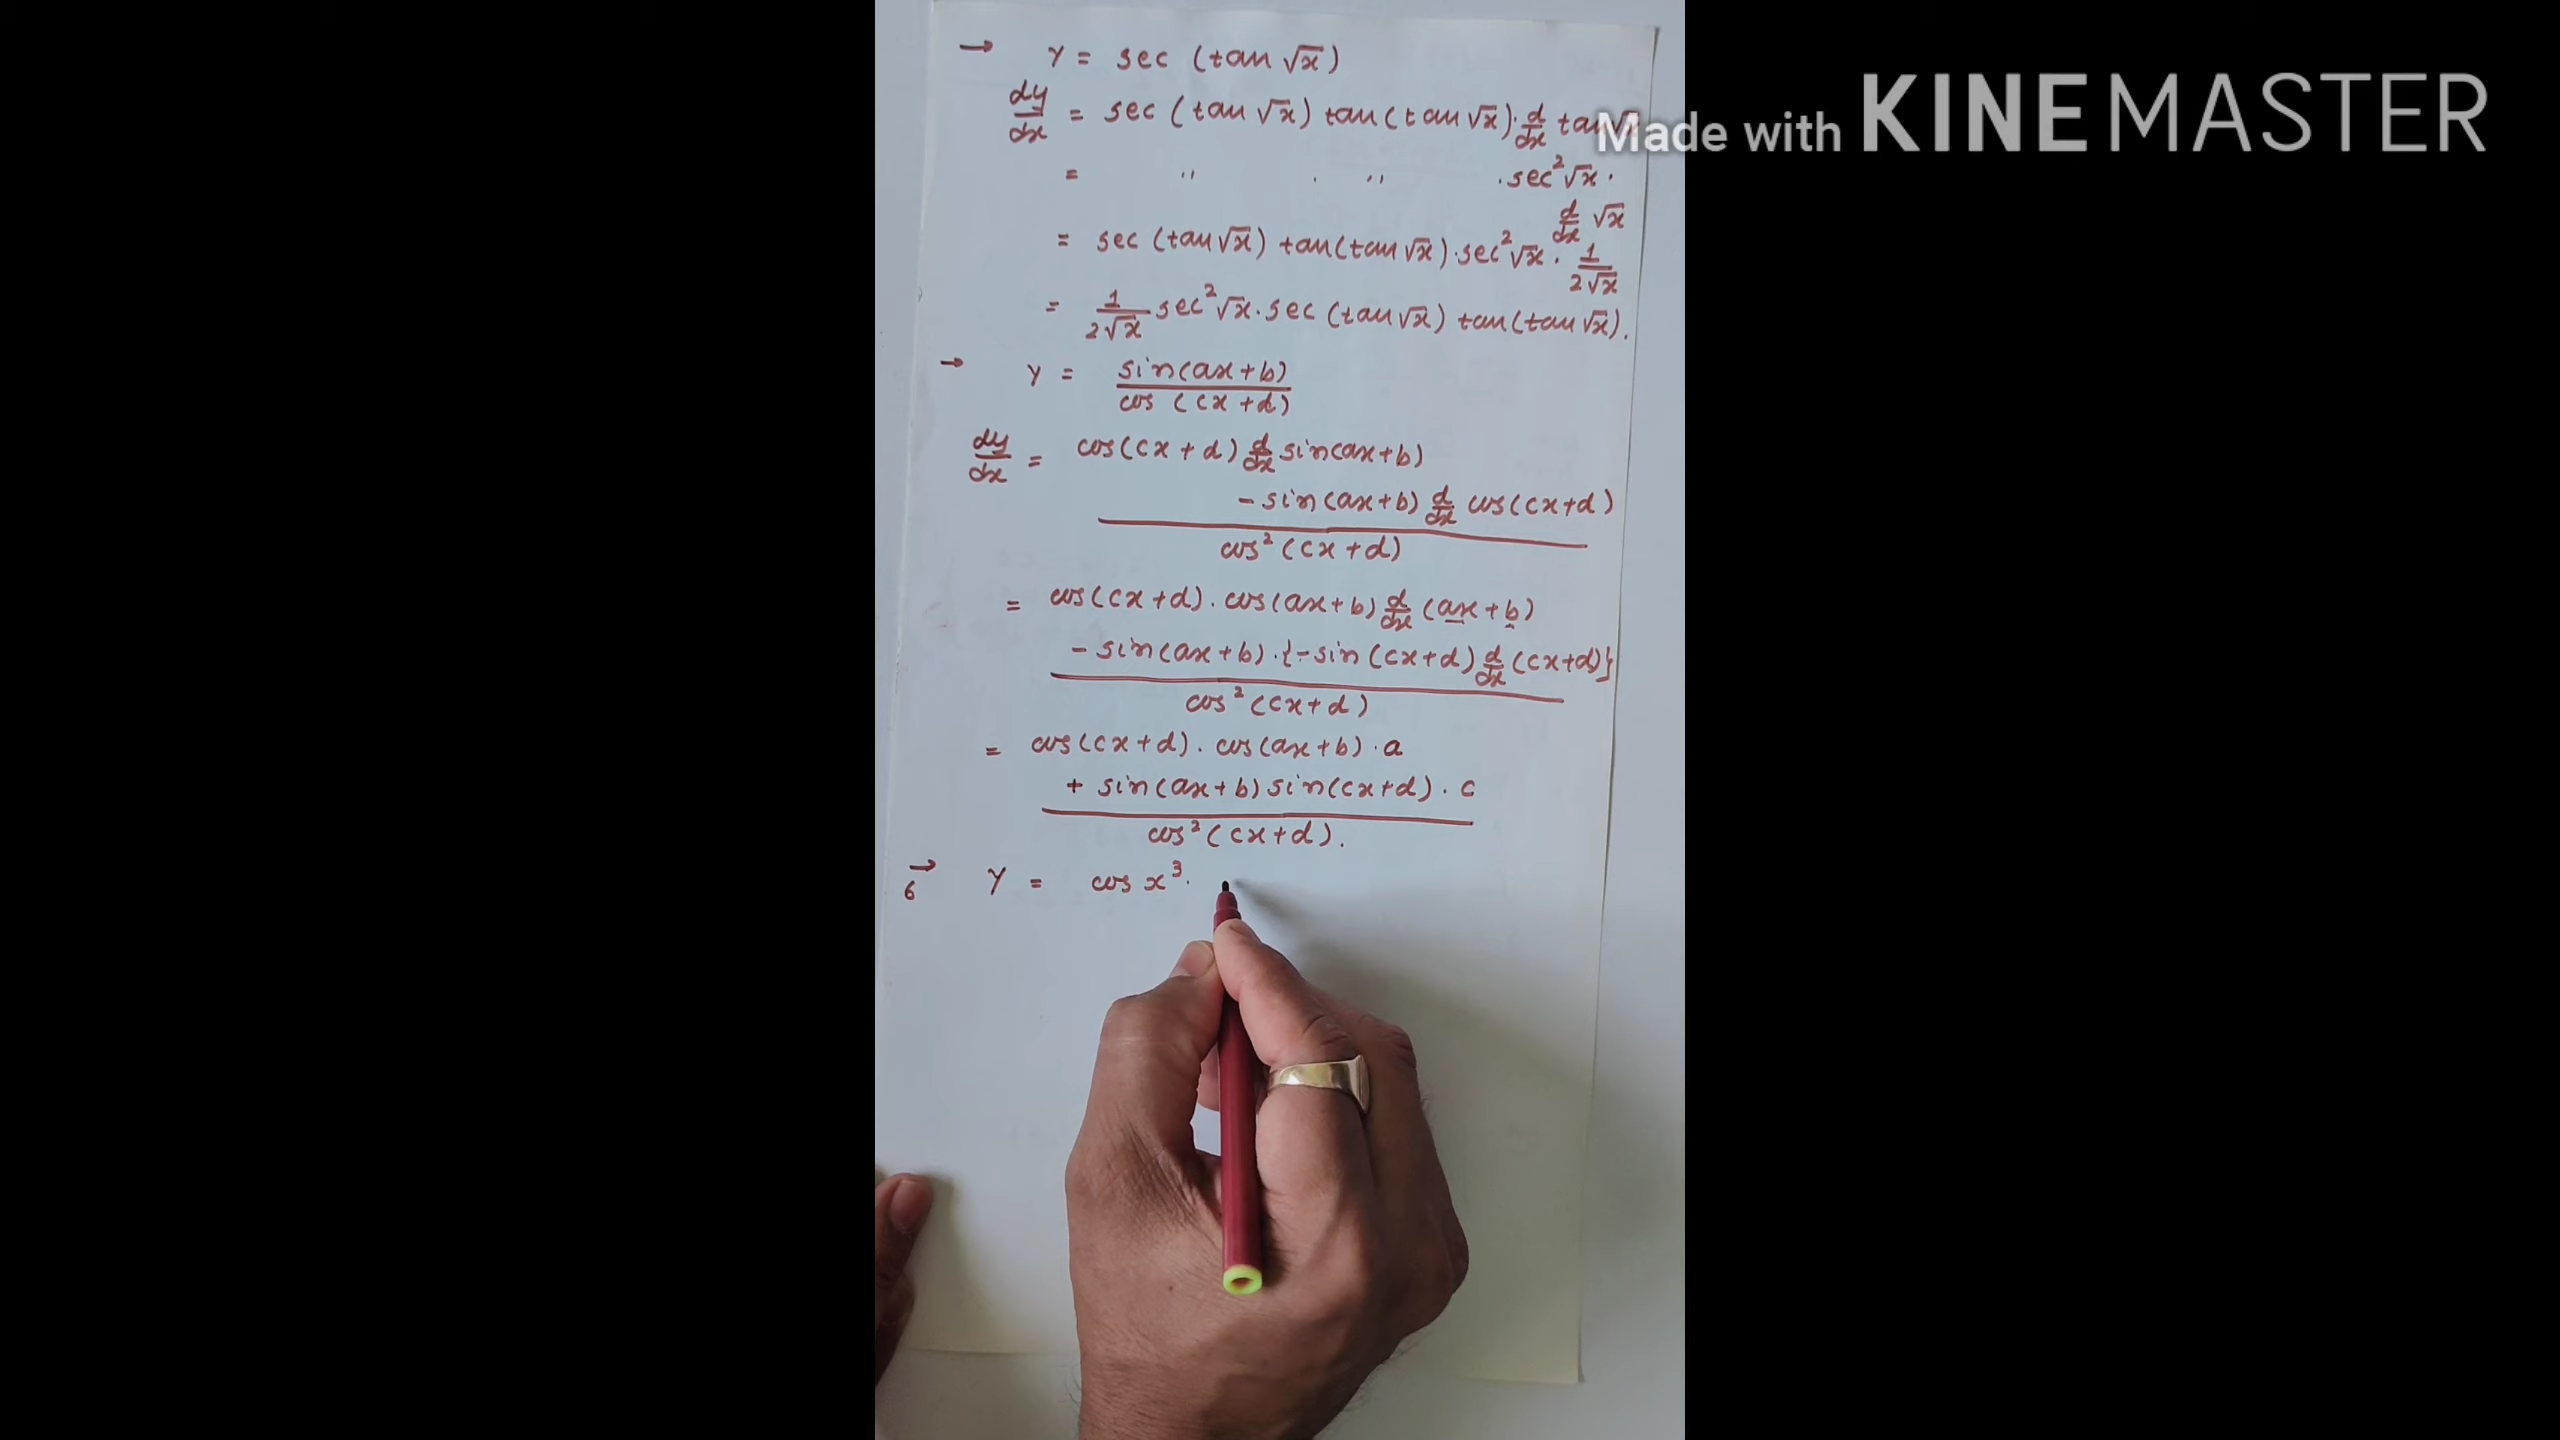 → Y = sec (tan √x)
dy/dx = sec (tan √x) tan(tan √x) · d/dx tan√x
= " . " . sec²√x .
d/dx √x
= sec (tan√x) tan(tan √x) . sec²√x . 1/2√x
= 1/2√x sec²√x . sec (tan√x) tan(tan √x).
→ Y = sin(ax+b)/cos (cx+d)
dy/dx = cos(cx+d) d/dx sin(ax+b)
- sin(ax+b) d/dx cos(cx+d)
cos² (cx+d)
= cos(cx+d) . cos(ax+b) d/dx (ax+b)
- sin(ax+b) . {-sin (cx+d) d/dx (cx+d)}
cos² (cx+d)
= cos(cx+d) . cos(ax+b) . a
+ sin(ax+b) sin(cx+d) . c
cos² (cx+d).
→ 6 Y = cos x³ .
Made with KINEMASTER